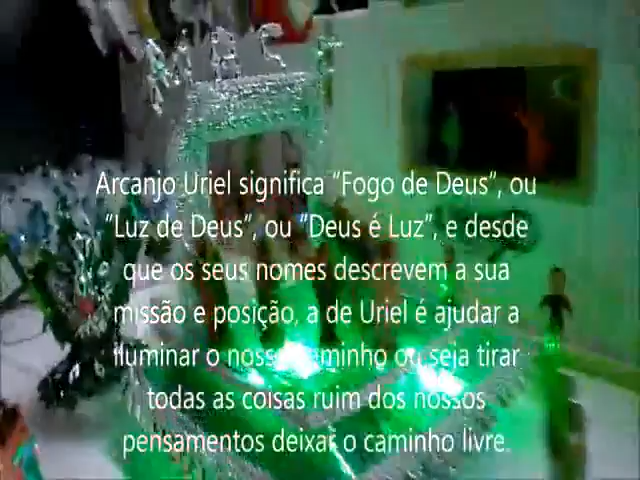 Arcanjo Uriel significa “Fogo de Deus”, ou
“Luz de Deus”, ou “Deus é Luz”, e desde
que os seus nomes descrevem a sua
missão e posição, a de Uriel é ajudar a
iluminar o nosso caminho ou seja tirar
todas as coisas ruim dos nossos
pensamentos deixar o caminho livre.